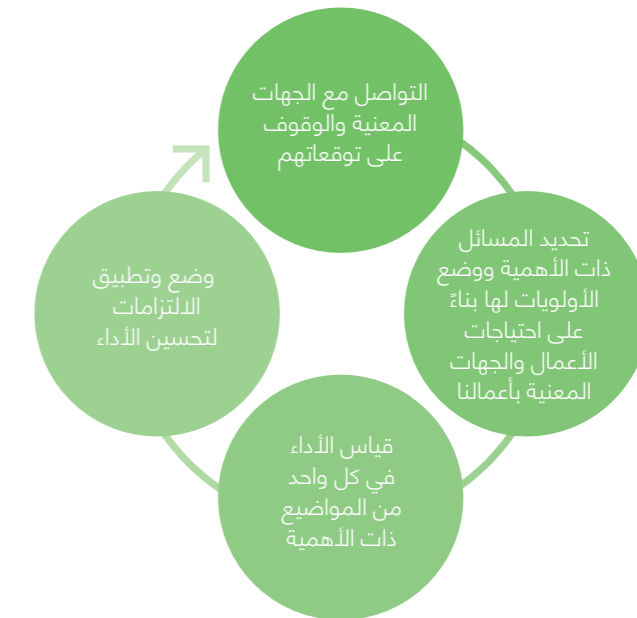 التواصل مع الجهات
المعنية والوقوف
على توقعاتهم
تحديد المسائل
ذات الأهمية ووضع
الأولويات لها بناءً
على احتياجات
الأعمال والجهات
المعنية بأعمالنا
قياس الأداء
في كل واحد
من المواضيع
ذات الأهمية
وضع وتطبيق
الالتزامات
لتحسين الأداء